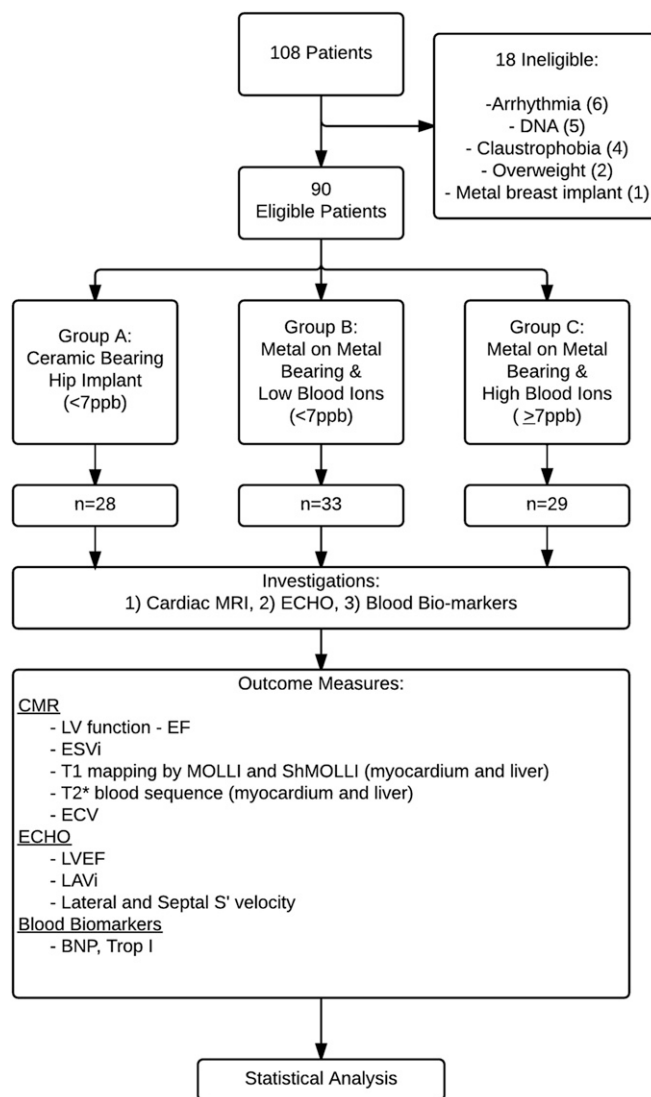 108 Patients
18 Ineligible:
-Arrhythmia (6)
- DNA (5)
- Claustrophobia (4)
- Overweight (2)
- Metal breast implant (1)
90
Eligible Patients
Group A:
Ceramic Bearing
Hip Implant
(<7ppb)
Group B:
Metal on Metal
Bearing &
Low Blood Ions
(<7ppb)
Group C:
Metal on Metal
Bearing &
High Blood Ions
( ≥7ppb)
n=28
n=33
n=29
Investigations:
1) Cardiac MRI, 2) ECHO, 3) Blood Bio-markers
Outcome Measures:
CMR
- LV function - EF
- ESVi
- T1 mapping by MOLLI and ShMOLLI (myocardium and liver)
- T2* blood sequence (myocardium and liver)
- ECV
ECHO
- LVEF
- LAVi
- Lateral and Septal S' velocity
Blood Biomarkers
- BNP, Trop I
Statistical Analysis